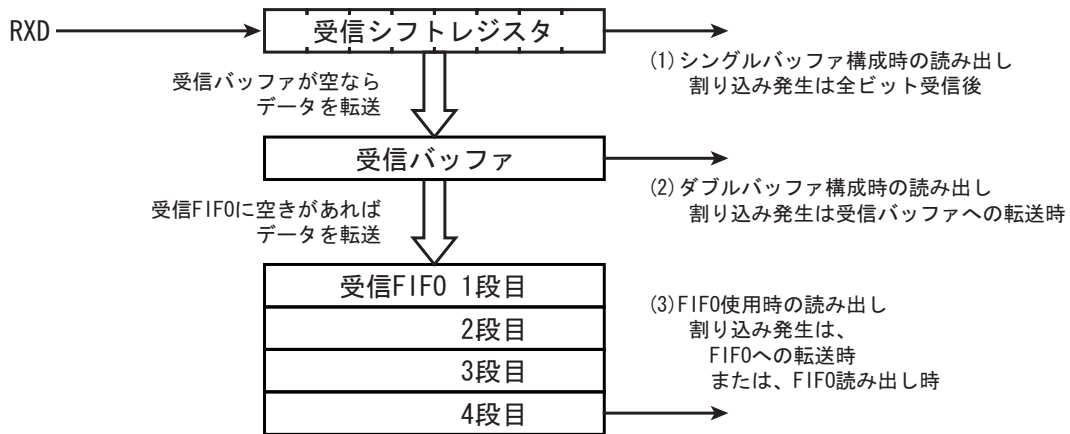 RXD
受信シフトレジスタ
(1)シングルバッファ構成時の読み出し
割り込み発生は全ビット受信後
受信バッファが空なら
データを転送
受信バッファ
(2)ダブルバッファ構成時の読み出し
割り込み発生は受信バッファへの転送時
受信FIFOに空きがあれば
データを転送
受信FIFO 1段目
2段目
3段目
4段目
(3)FIFO使用時の読み出し
割り込み発生は、
FIFOへの転送時
または、FIFO読み出し時